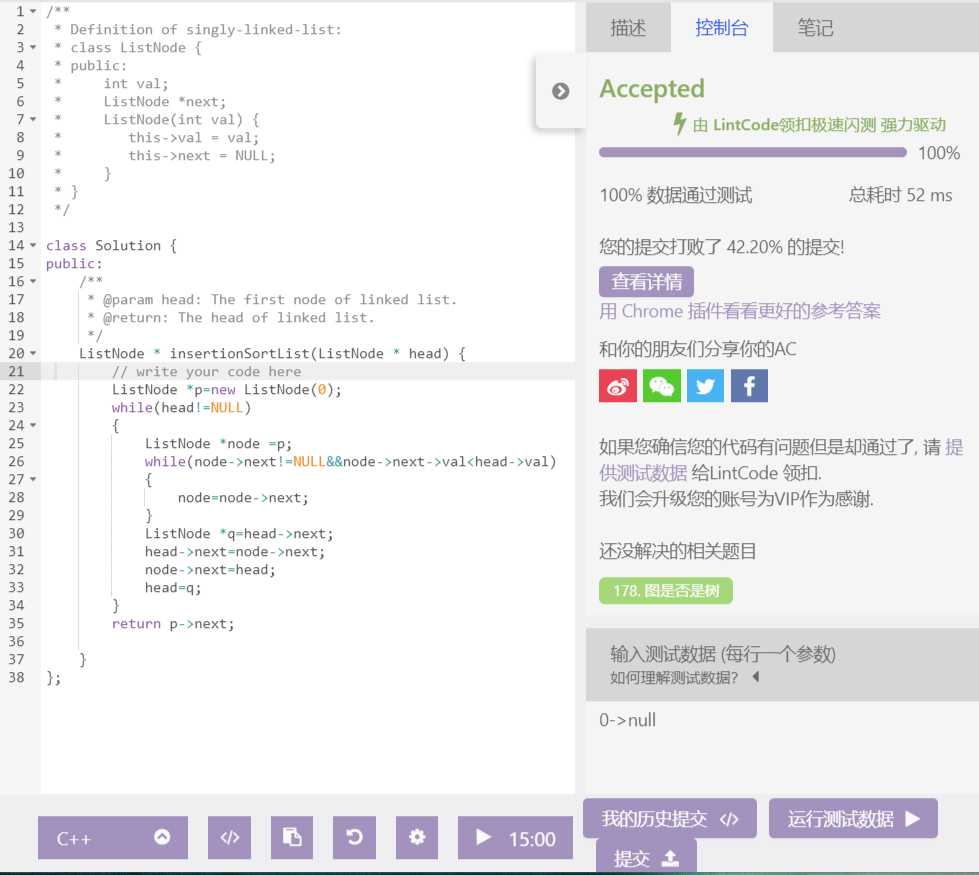 1 /**
2  * Definition of singly-linked-list:
3  * class ListNode {
4  * public:
5  *     int val;
6  *     ListNode *next;
7  *     ListNode(int val) {
8  *        this->val = val;
9  *        this->next = NULL;
10  *     }
11  * }
12  */
13
14 class Solution {
15 public:
16     /**
17      * @param head: The first node of linked list.
18      * @return: The head of linked list.
19      */
20     ListNode * insertionSortList(ListNode * head) {
21         // write your code here
22         ListNode *p=new ListNode(0);
23         while(head!=NULL)
24         {
25             ListNode *node =p;
26             while(node->next!=NULL&&node->next->val<head->val)
27             {
28                 node=node->next;
29             }
30             ListNode *q=head->next;
31             head->next=node->next;
32             node->next=head;
33             head=q;
34         }
35         return p->next;
36
37     }
38 };
C++
15:00
描述 控制台 笔记
Accepted
由 LintCode领扣极速闪测 强力驱动
100%
100% 数据通过测试 总耗时 52 ms
您的提交打败了 42.20% 的提交!
查看详情
用 Chrome 插件看看更好的参考答案
和你的朋友们分享你的AC
如果您确信您的代码有问题但是却通过了, 请 提
供测试数据 给LintCode 领扣.
我们会升级您的账号为VIP作为感谢.
还没解决的相关题目
178. 图是否是树
输入测试数据 (每行一个参数)
如何理解测试数据?
0->null
我的历史提交 </> 运行测试数据
提交